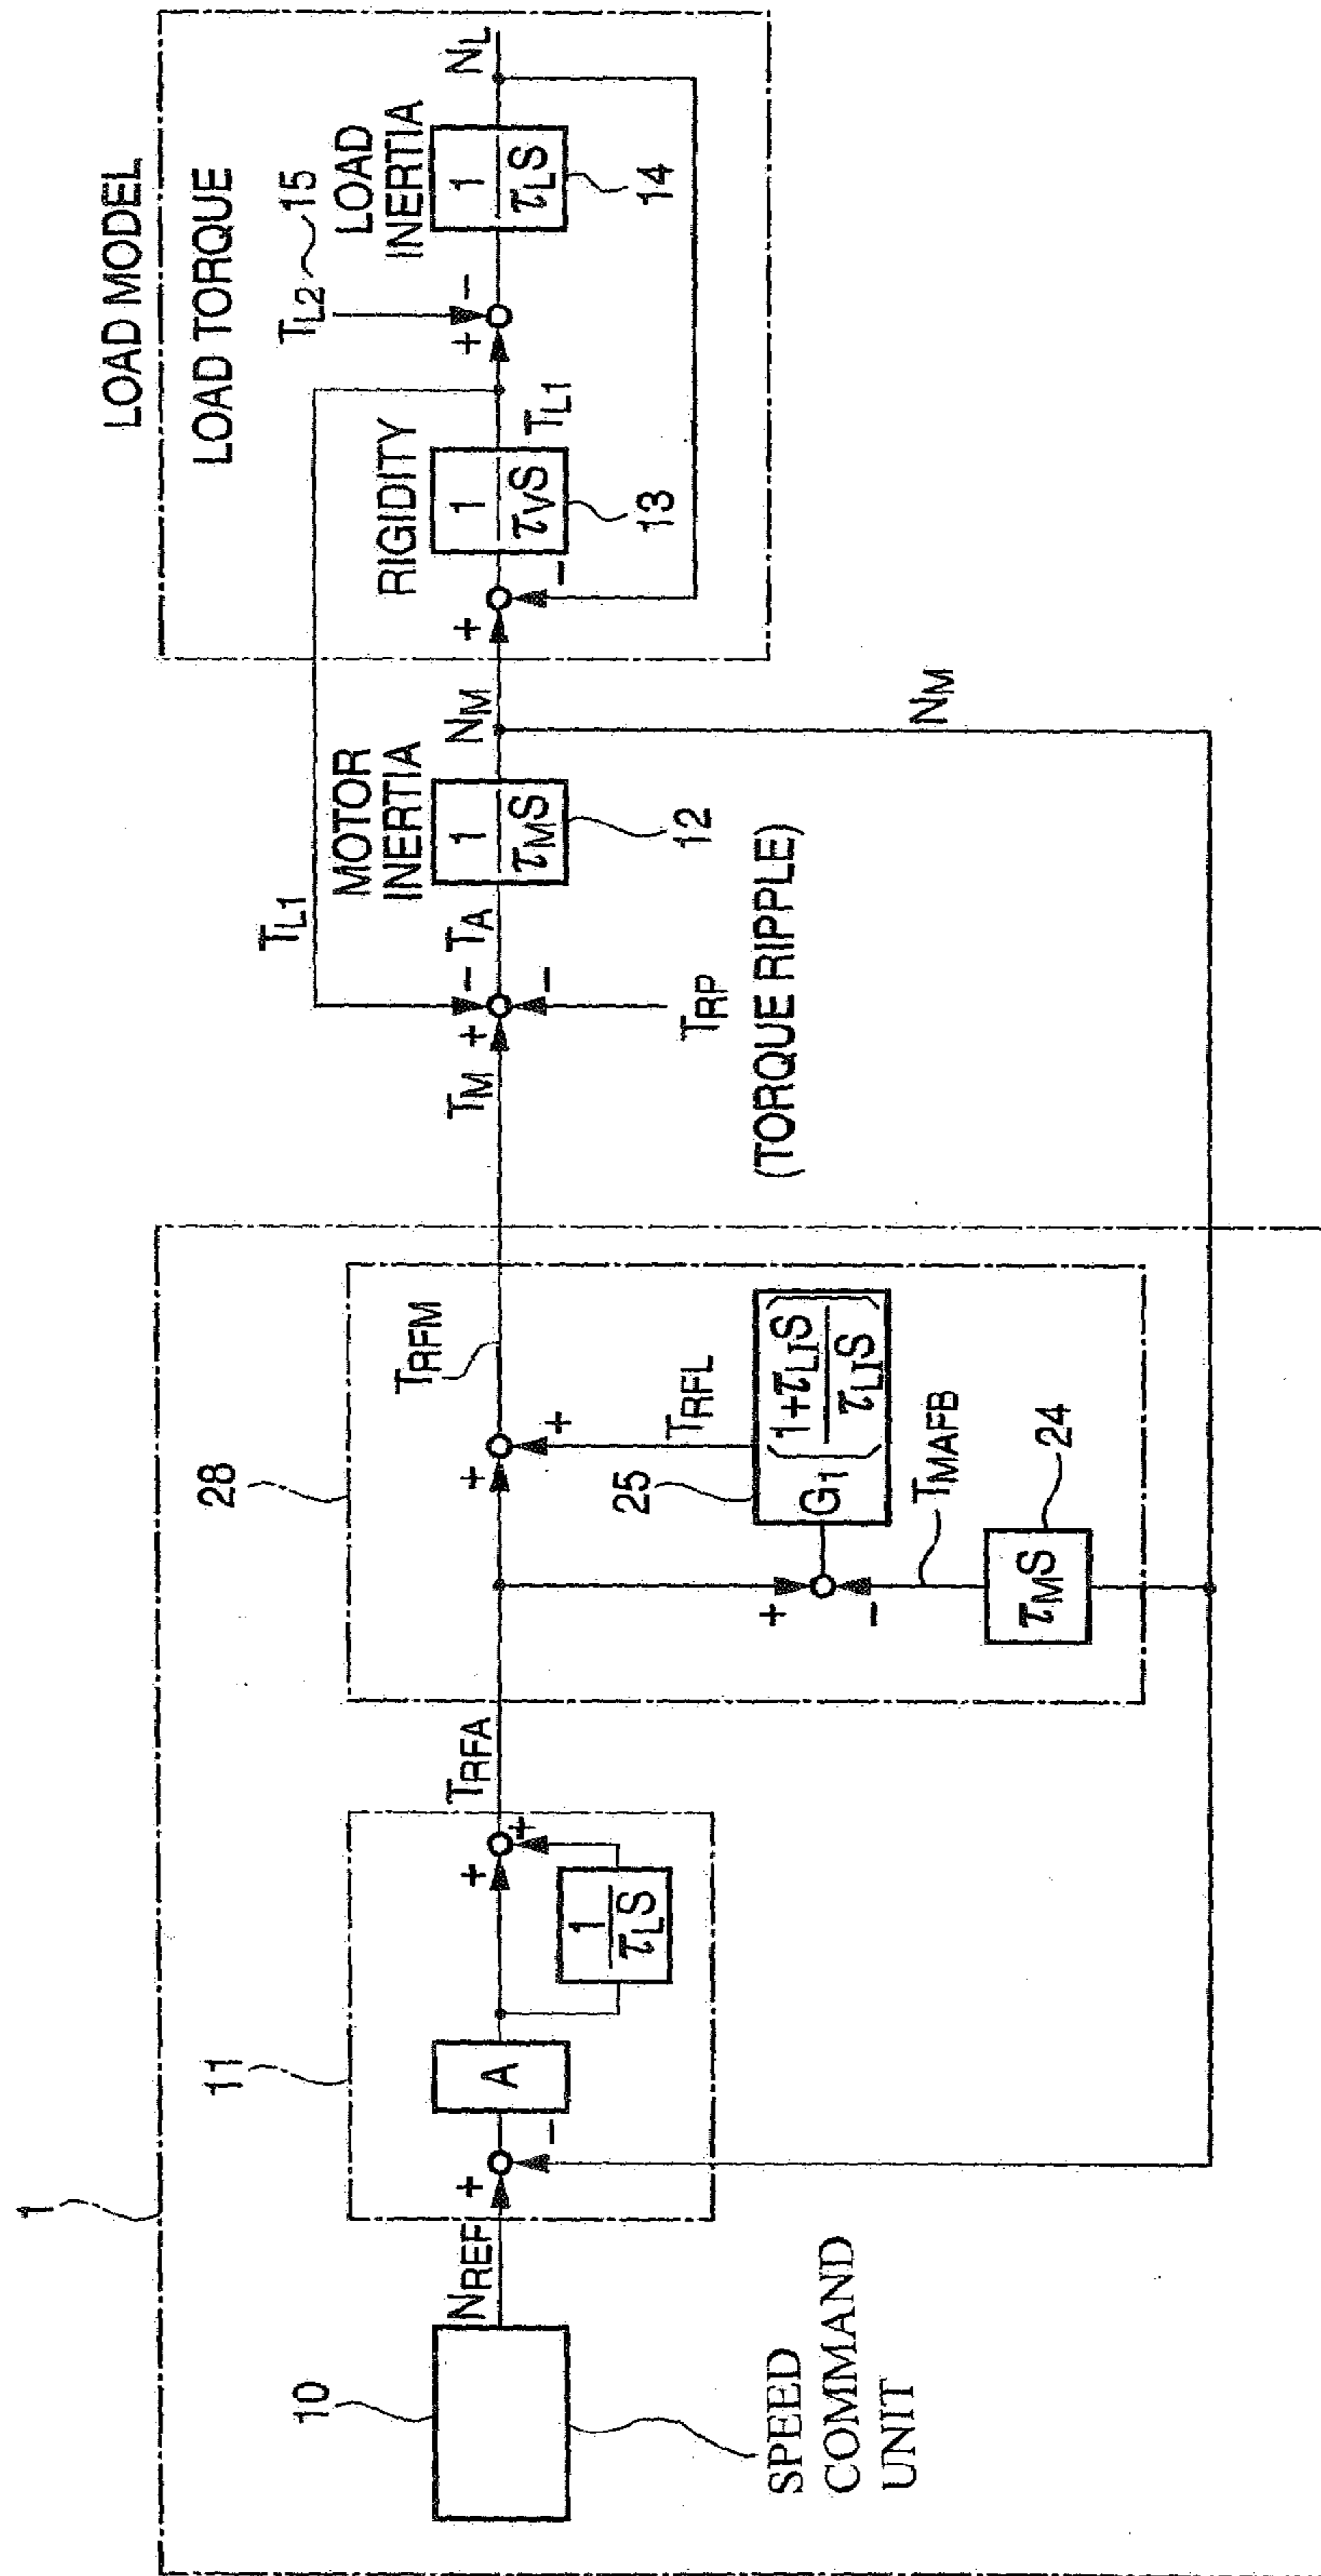 LOAD MODEL
LOAD TORQUE
TL2 15
LOAD
INERTIA
1
τLS
14
NL
RIGIDITY
1
τVS
13
TL1
+
-
+
-
TL1
MOTOR
INERTIA
1
τMS
12
NM
NM
TA
TM
+
-
-
TRP
(TORQUE RIPPLE)
1
28
TRFM
+
+
TRFL
25
G1 (1+τLIS / τLIS)
+
-
TMAFB
24
τMS
TRFA
11
+
-
A
+
+
1
τLS
NREF
10
SPEED
COMMAND
UNIT